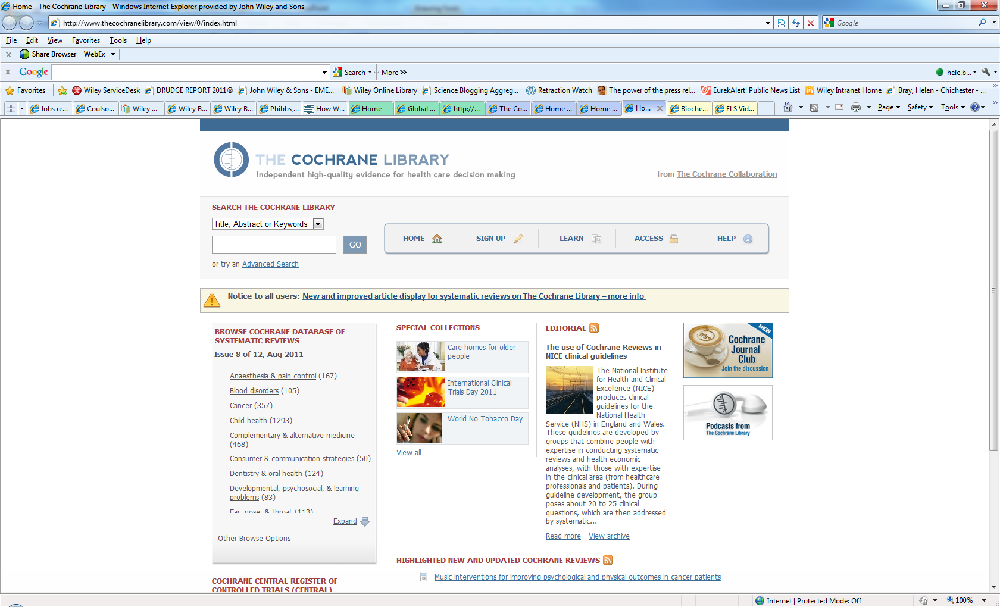 Home - The Cochrane Library - Windows Internet Explorer provided by John Wiley and Sons
http://www.thecochranelibrary.com/view/0/index.html
Google
File Edit View Favorites Tools Help
x Share Browser WebEx
x Google Search More »
hele.b...
Favorites Wiley ServiceDesk DRUDGE REPORT 2011® John Wiley & Sons - EME... Wiley Online Library Science Blogging Aggreg... Retraction Watch The power of the press rel... EurekAlert! Public News List Wiley Intranet Home Bray, Helen - Chichester - ... »
Jobs re... Coulso... Wiley ... Wiley B... Wiley B... Phibbs,... How W... Home Global ... http://... The Co... Home ... Home ... Ho... x Bioche... ELS Vid... Page Safety Tools »
THE COCHRANE LIBRARY
Independent high-quality evidence for health care decision making
from The Cochrane Collaboration
SEARCH THE COCHRANE LIBRARY
Title, Abstract or Keywords
GO
or try an Advanced Search
HOME SIGN UP LEARN ACCESS HELP
Notice to all users: New and improved article display for systematic reviews on The Cochrane Library – more info
BROWSE COCHRANE DATABASE OF
SYSTEMATIC REVIEWS
Issue 8 of 12, Aug 2011
Anaesthesia & pain control (167)
Blood disorders (105)
Cancer (357)
Child health (1293)
Complementary & alternative medicine
(468)
Consumer & communication strategies (50)
Dentistry & oral health (124)
Developmental, psychosocial, & learning
problems (83)
Ear, nose, & throat (113)
Expand
Other Browse Options
COCHRANE CENTRAL REGISTER OF
CONTROLLED TRIALS (CENTRAL)
SPECIAL COLLECTIONS
Care homes for older
people
International Clinical
Trials Day 2011
World No Tobacco Day
View all
EDITORIAL
The use of Cochrane Reviews in
NICE clinical guidelines
The National Institute
for Health and Clinical
Excellence (NICE)
produces clinical
guidelines for the
National Health
Service (NHS) in England and Wales.
These guidelines are developed by
groups that combine people with
expertise in conducting systematic
reviews and health economic
analyses, with those with expertise
in the clinical area (from healthcare
professionals and patients). During
guideline development, the group
poses about 20 to 25 clinical
questions, which are then addressed
by systematic...
Read more View archive
NEW
Cochrane
Journal
Club
Join the discussion
Podcasts from
The Cochrane Library
HIGHLIGHTED NEW AND UPDATED COCHRANE REVIEWS
Music interventions for improving psychological and physical outcomes in cancer patients
Internet | Protected Mode: Off
100%